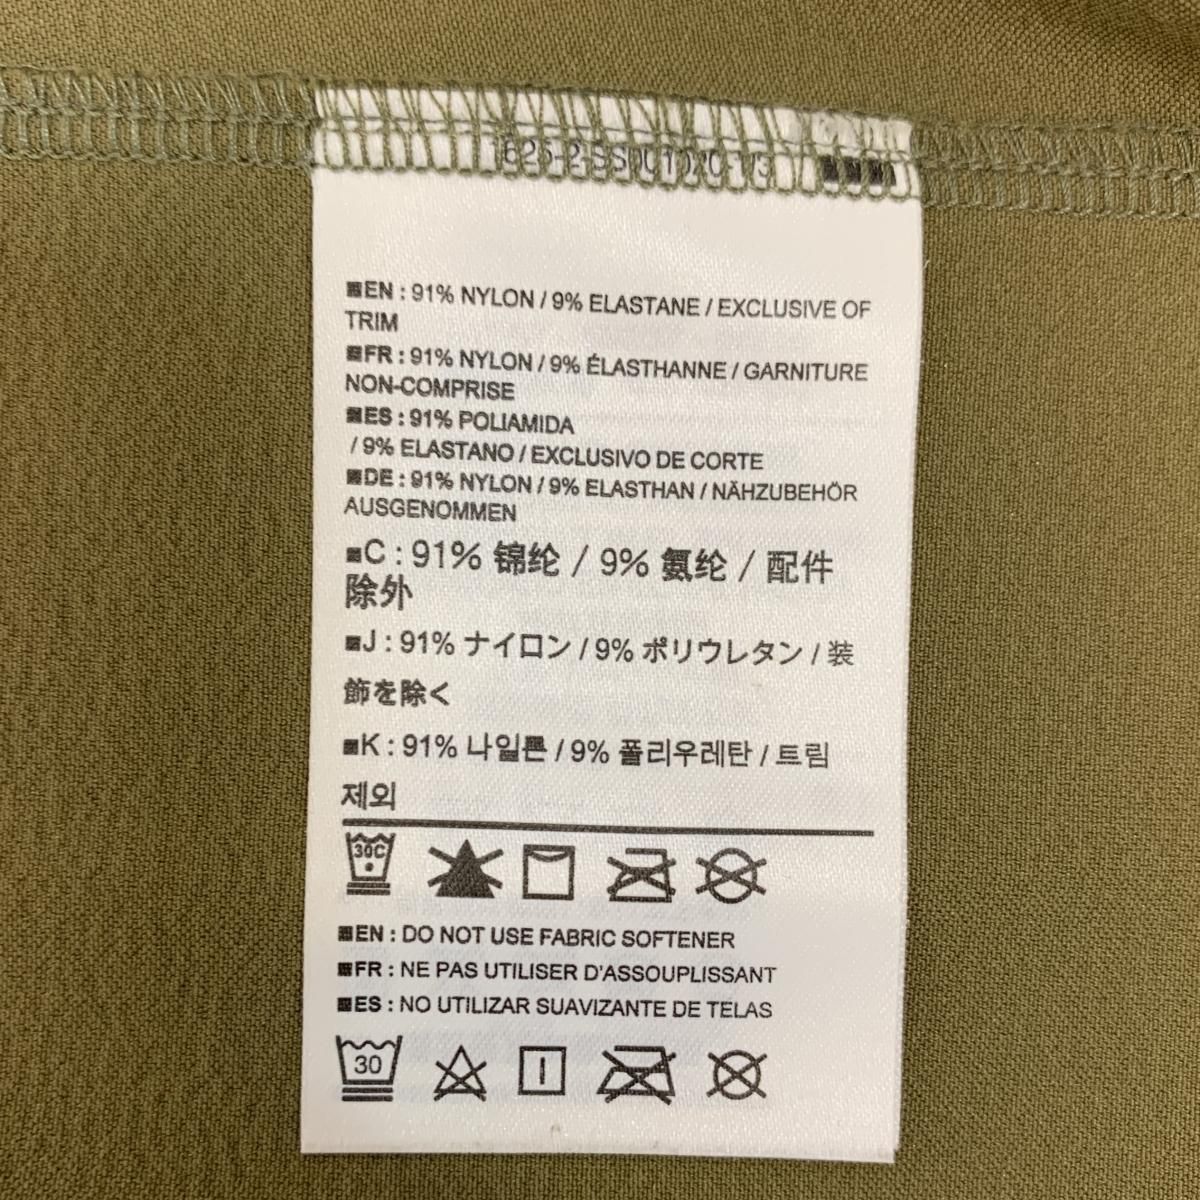 EN : 91% NYLON / 9% ELASTANE / EXCLUSIVE OF
TRIM
FR : 91% NYLON / 9% ÉLASTHANNE / GARNITURE
NON-COMPRISE
ES : 91% POLIAMIDA
/ 9% ELASTANO / EXCLUSIVO DE CORTE
DE : 91% NYLON / 9% ELASTHAN / NÄHZUBEHÖR
AUSGENOMMEN
C : 91% 锦纶 / 9% 氨纶 / 配件
除外
J : 91% ナイロン / 9% ポリウレタン / 装
飾を除く
K : 91% 나일론 / 9% 폴리우레탄 / 트림
제외
30C
EN : DO NOT USE FABRIC SOFTENER
FR : NE PAS UTILISER D'ASSOUPLISSANT
ES : NO UTILIZAR SUAVIZANTE DE TELAS
30